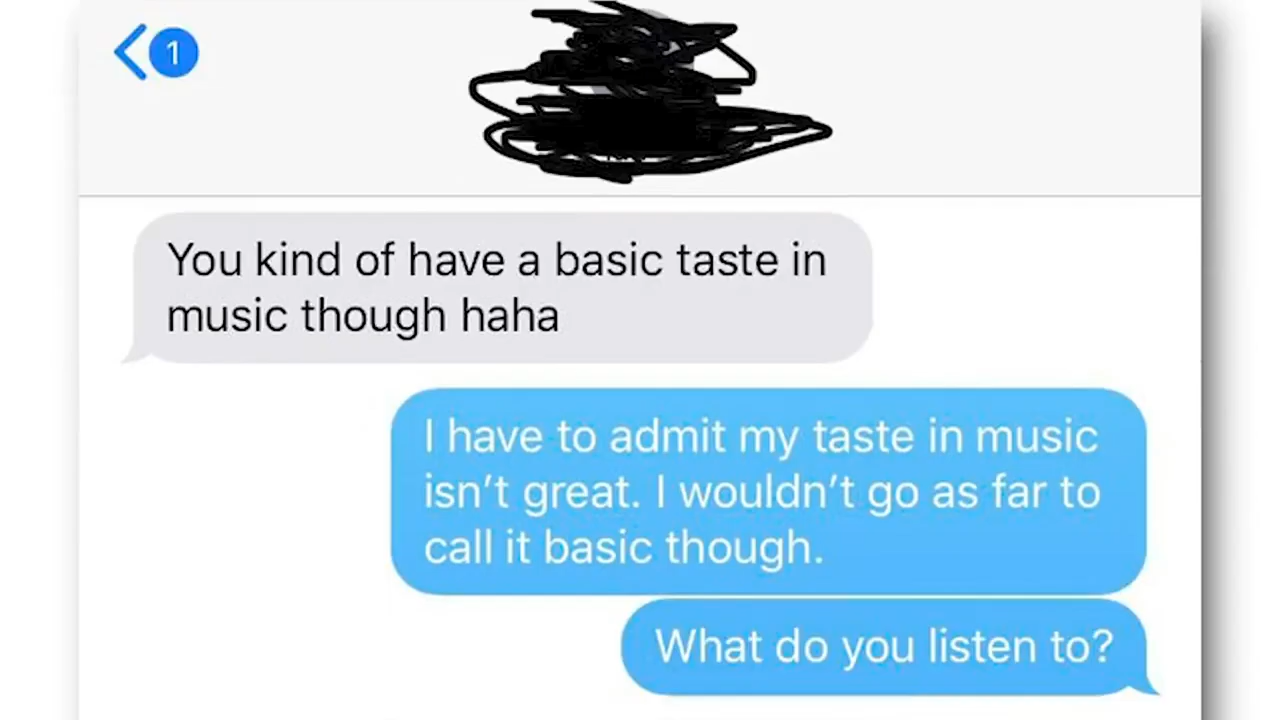 1
You kind of have a basic taste in
music though haha
I have to admit my taste in music
isn't great. I wouldn't go as far to
call it basic though.
What do you listen to?